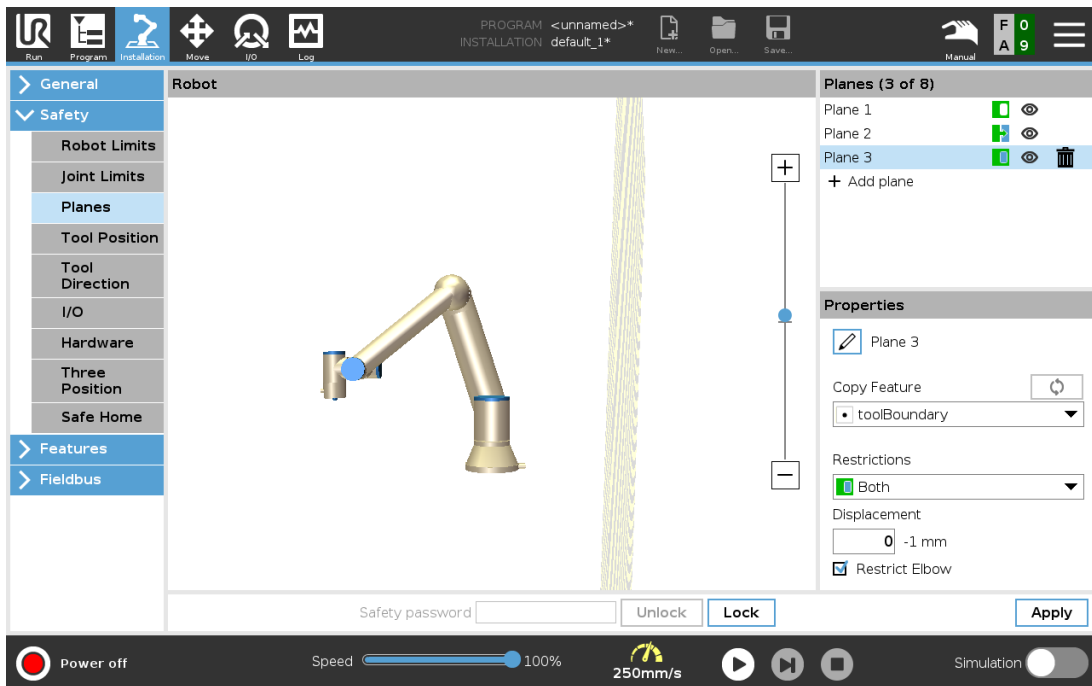 PROGRAM <unnamed>*
INSTALLATION default_1*
Run
Program
Installation
Move
I/O
Log
New...
Open...
Save...
Manual
F 0
A 9
General
Safety
Robot Limits
Joint Limits
Planes
Tool Position
Tool
Direction
I/O
Hardware
Three
Position
Safe Home
Features
Fieldbus
Robot
Planes (3 of 8)
Plane 1
Plane 2
Plane 3
+ Add plane
Properties
Plane 3
Copy Feature
toolBoundary
Restrictions
Both
Displacement
0 -1 mm
Restrict Elbow
Safety password
Unlock
Lock
Apply
Power off
Speed
100%
250mm/s
Simulation